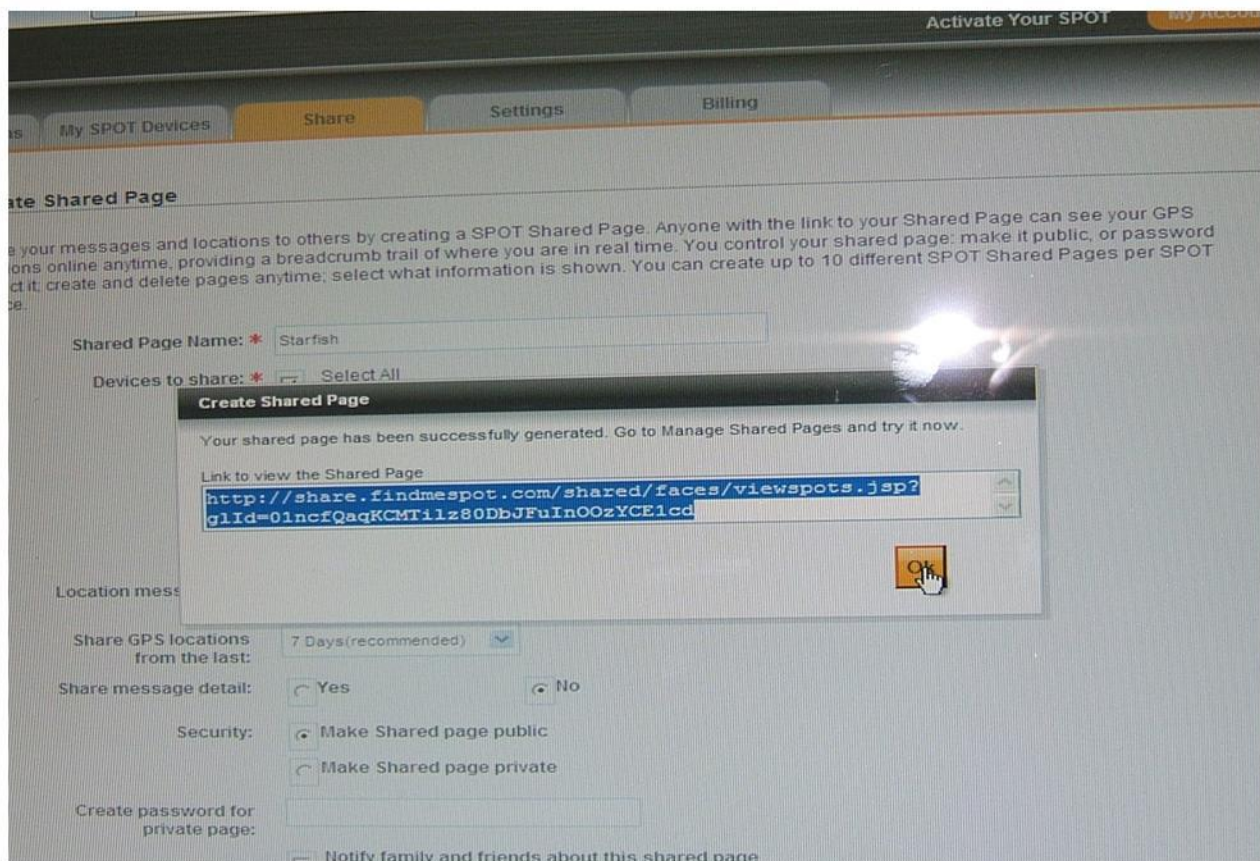 Activate Your SPOT
My Account
My SPOT Devices
Share
Settings
Billing
ate Shared Page
e your messages and locations to others by creating a SPOT Shared Page. Anyone with the link to your Shared Page can see your GPS
ons online anytime, providing a breadcrumb trail of where you are in real time. You control your shared page: make it public, or password
ct it; create and delete pages anytime; select what information is shown. You can create up to 10 different SPOT Shared Pages per SPOT
ce.
Shared Page Name: * Starfish
Devices to share: * Select All
Create Shared Page
Your shared page has been successfully generated. Go to Manage Shared Pages and try it now.
Link to view the Shared Page
http://share.findmespot.com/shared/faces/viewspots.jsp?
glId=01ncfQaqKCMTilz80DbJFuInOOzYCE1cd
Ok
Location mess
Share GPS locations
from the last:
7 Days(recommended)
Share message detail: Yes No
Security: Make Shared page public
Make Shared page private
Create password for
private page:
Notify family and friends about this shared page